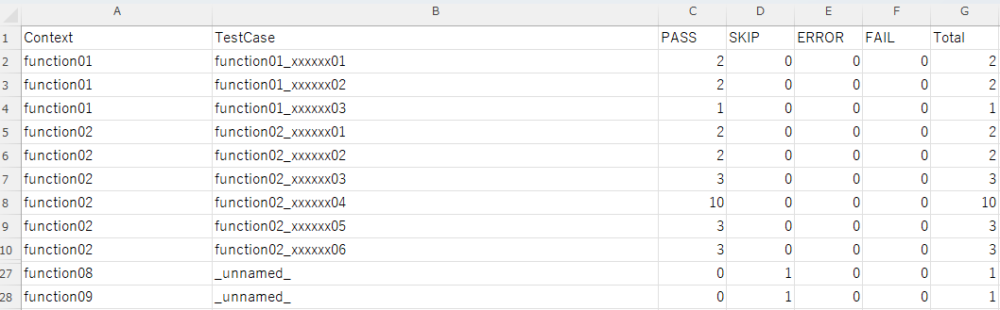 A B C D E F G
1 Context TestCase PASS SKIP ERROR FAIL Total
2 function01 function01_xxxxxx01 2 0 0 0 2
3 function01 function01_xxxxxx02 2 0 0 0 2
4 function01 function01_xxxxxx03 1 0 0 0 1
5 function02 function02_xxxxxx01 2 0 0 0 2
6 function02 function02_xxxxxx02 2 0 0 0 2
7 function02 function02_xxxxxx03 3 0 0 0 3
8 function02 function02_xxxxxx04 10 0 0 0 10
9 function02 function02_xxxxxx05 3 0 0 0 3
10 function02 function02_xxxxxx06 3 0 0 0 3
27 function08 _unnamed_ 0 1 0 0 1
28 function09 _unnamed_ 0 1 0 0 1